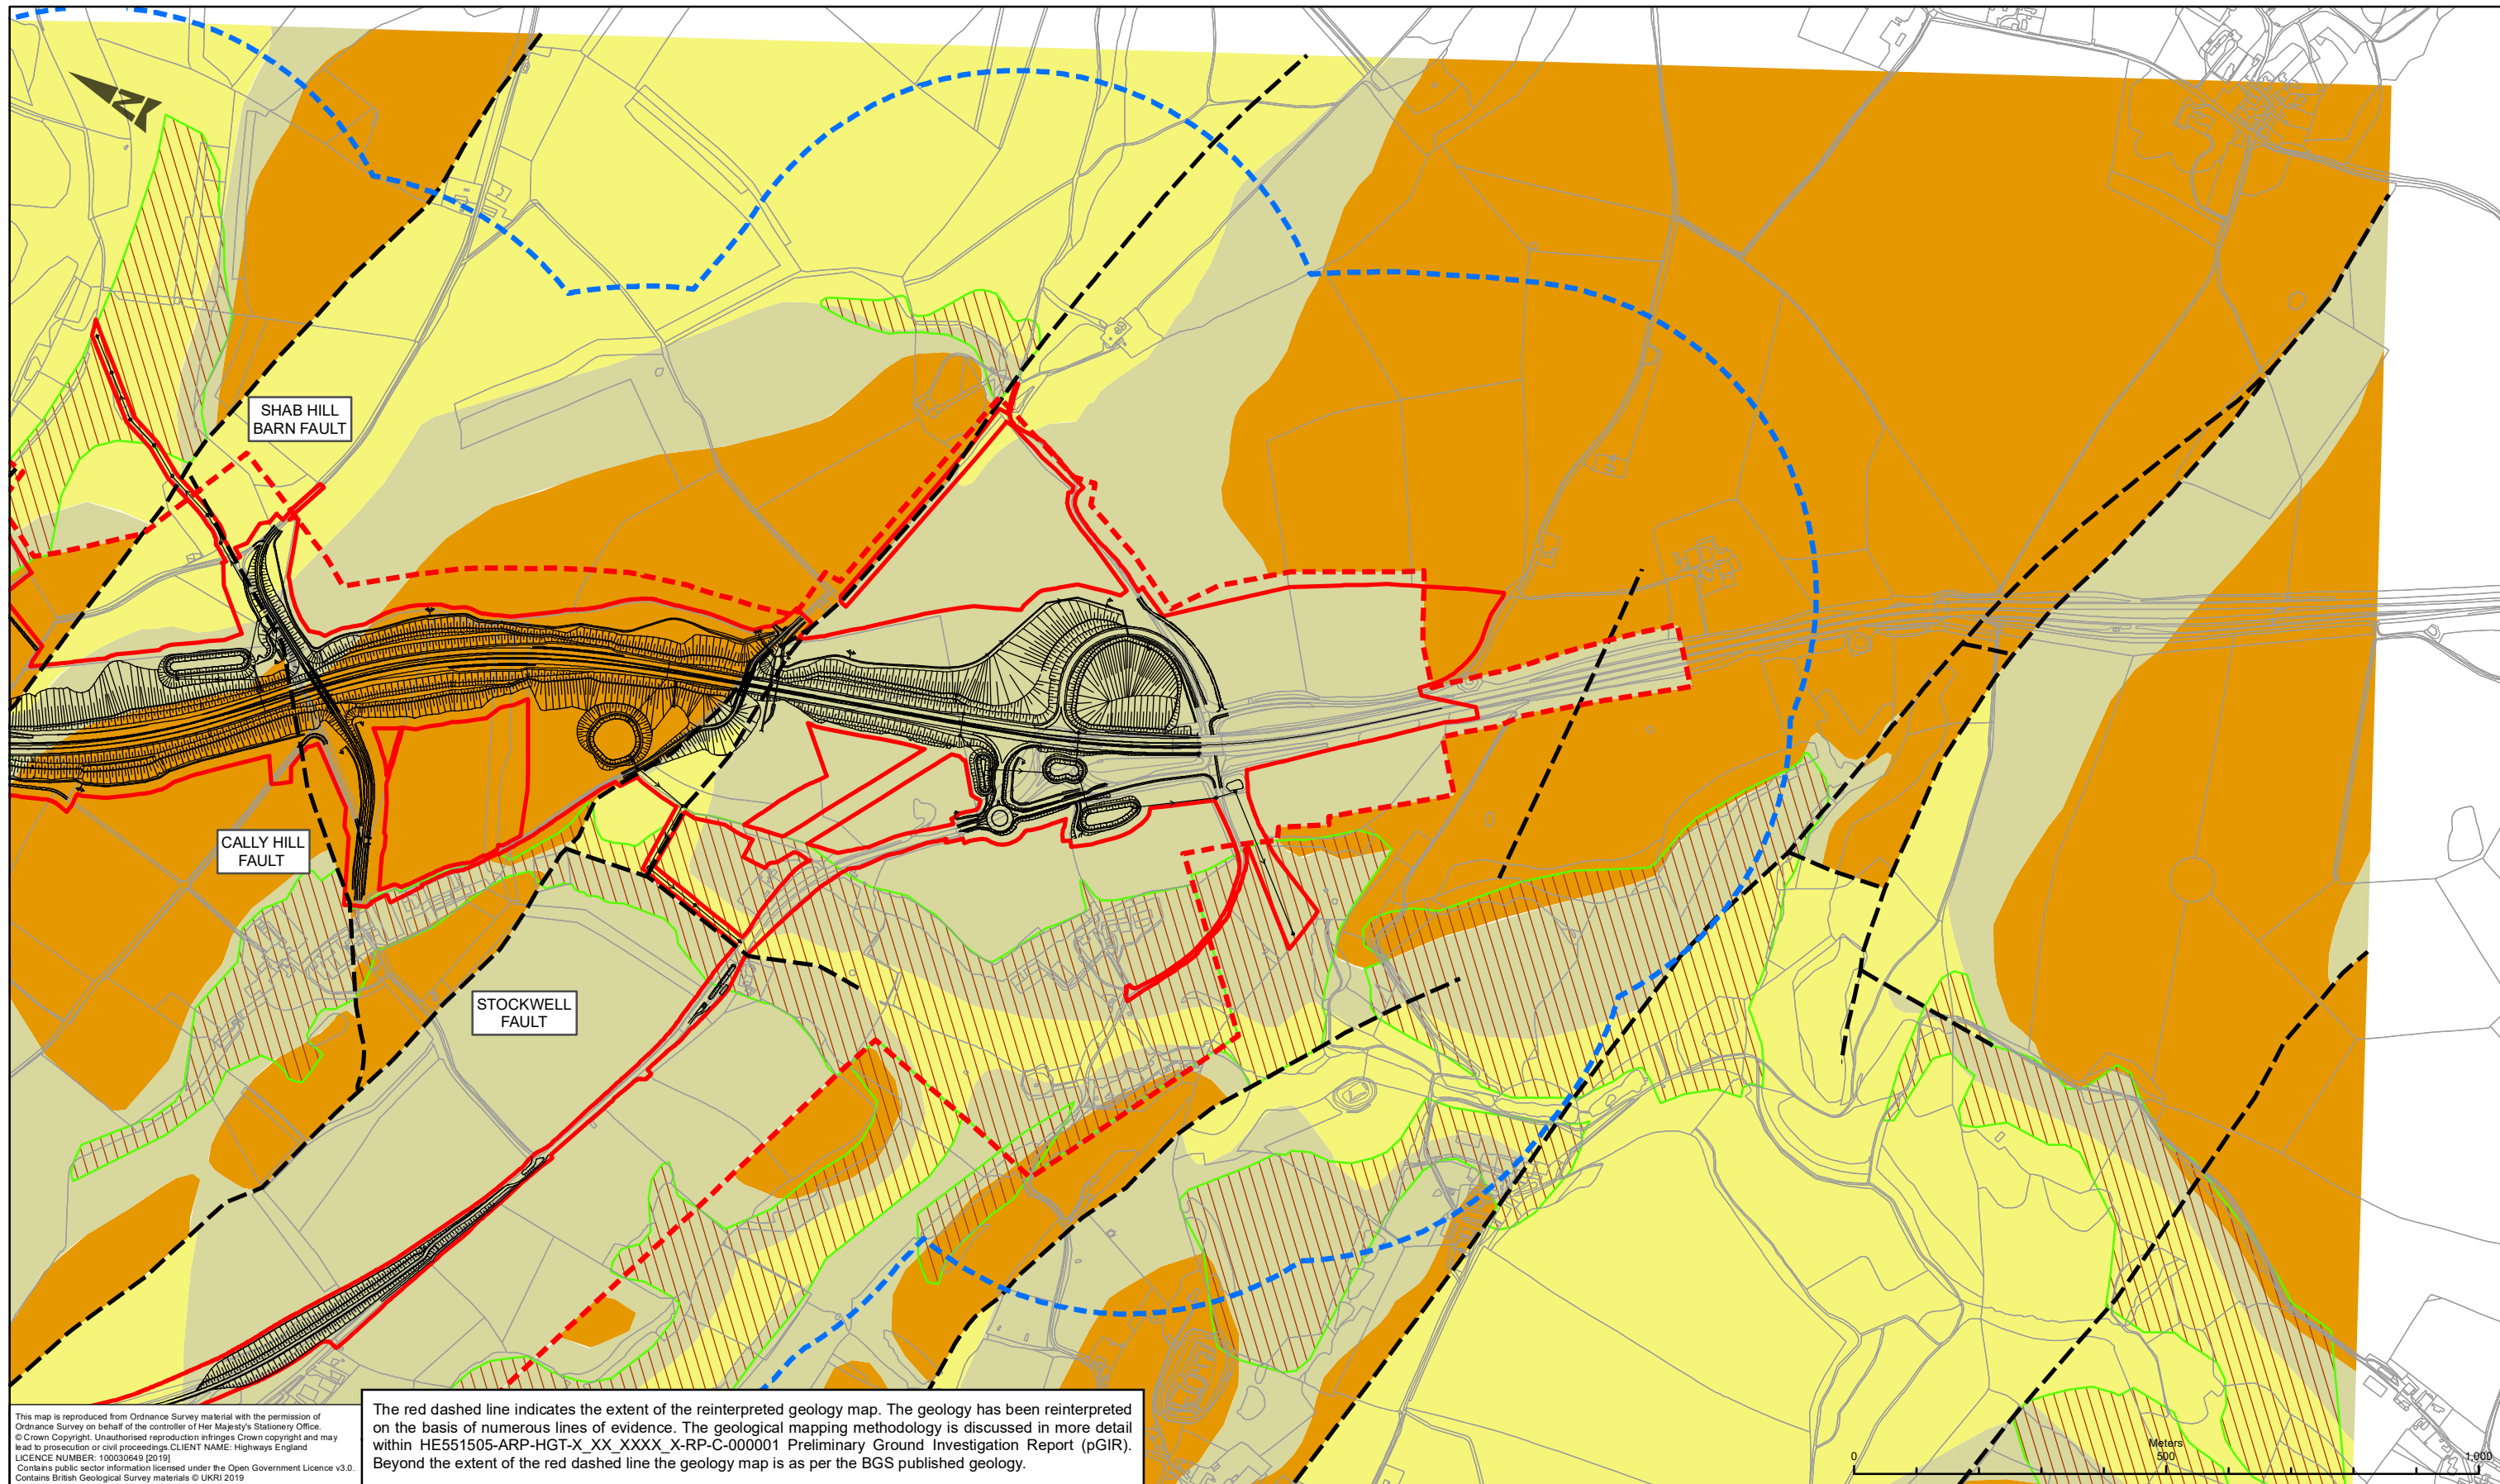 N
SHAB HILL
BARN FAULT
CALLY HILL
FAULT
STOCKWELL
FAULT
This map is reproduced from Ordnance Survey material with the permission of
Ordnance Survey on behalf of the controller of Her Majesty's Stationery Office.
© Crown Copyright. Unauthorised reproduction infringes Crown copyright and may
lead to prosecution or civil proceedings.CLIENT NAME: Highways England
LICENCE NUMBER: 100030649 [2019]
Contains public sector information licensed under the Open Government Licence v3.0.
Contains British Geological Survey materials © UKRI 2019
The red dashed line indicates the extent of the reinterpreted geology map. The geology has been reinterpreted
on the basis of numerous lines of evidence. The geological mapping methodology is discussed in more detail
within HE551505-ARP-HGT-X_XX_XXXX_X-RP-C-000001 Preliminary Ground Investigation Report (pGIR).
Beyond the extent of the red dashed line the geology map is as per the BGS published geology.
Meters
0 500 1,000